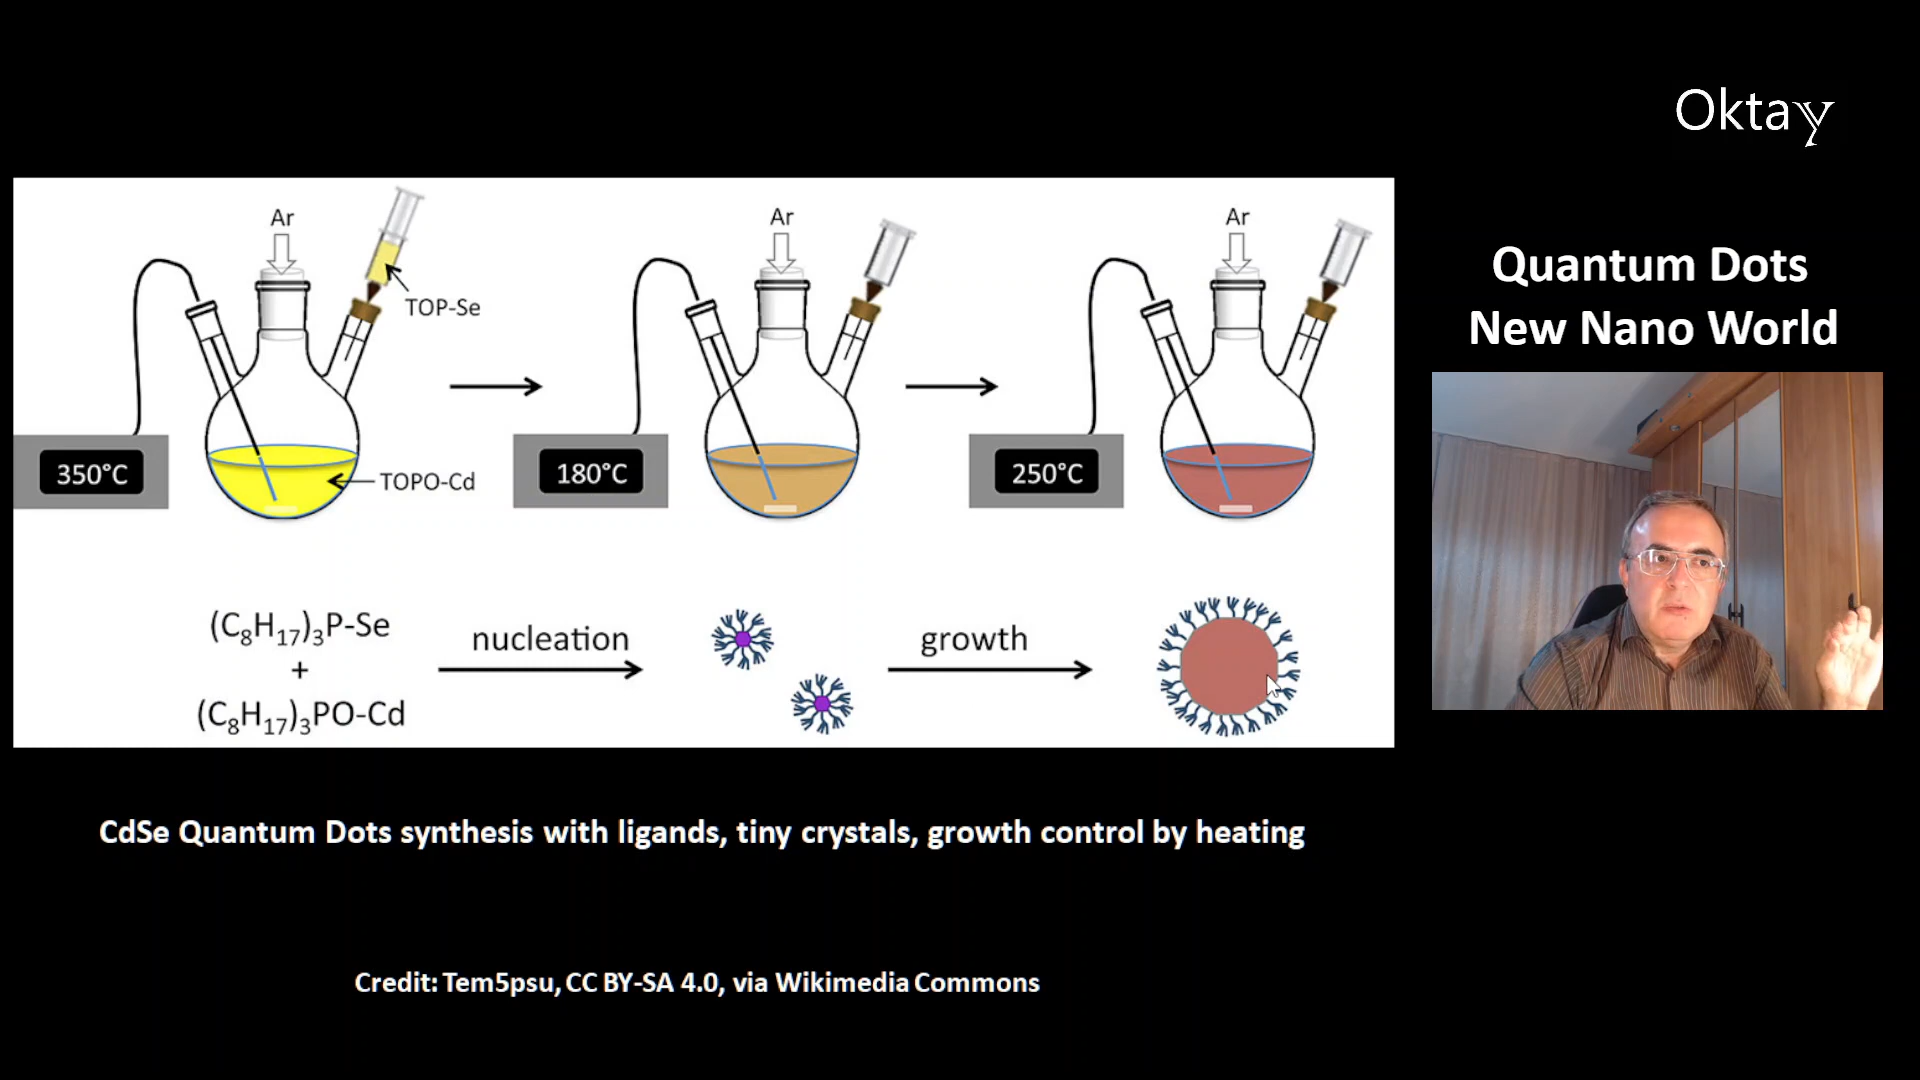 Oktay
Quantum Dots
New Nano World
Ar
Ar
Ar
TOP-Se
350°C
TOPO-Cd
180°C
250°C
(C₈H₁₇)₃P-Se
+
(C₈H₁₇)₃PO-Cd
nucleation
growth
CdSe Quantum Dots synthesis with ligands, tiny crystals, growth control by heating
Credit: Tem5psu, CC BY-SA 4.0, via Wikimedia Commons